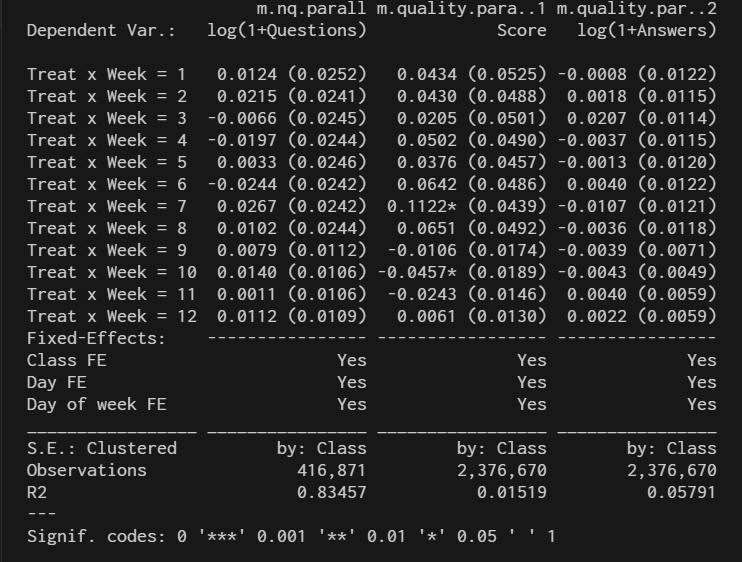 m.nq.parall m.quality.para..1 m.quality.par..2
Dependent Var.: log(1+Questions) Score log(1+Answers)
Treat x Week = 1 0.0124 (0.0252) 0.0434 (0.0525) -0.0008 (0.0122)
Treat x Week = 2 0.0215 (0.0241) 0.0430 (0.0488) 0.0018 (0.0115)
Treat x Week = 3 -0.0066 (0.0245) 0.0205 (0.0501) 0.0207 (0.0114)
Treat x Week = 4 -0.0197 (0.0244) 0.0502 (0.0490) -0.0037 (0.0115)
Treat x Week = 5 0.0033 (0.0246) 0.0376 (0.0457) -0.0013 (0.0120)
Treat x Week = 6 -0.0244 (0.0242) 0.0642 (0.0486) 0.0040 (0.0122)
Treat x Week = 7 0.0267 (0.0242) 0.1122* (0.0439) -0.0107 (0.0121)
Treat x Week = 8 0.0102 (0.0244) 0.0651 (0.0492) -0.0036 (0.0118)
Treat x Week = 9 0.0079 (0.0112) -0.0106 (0.0174) -0.0039 (0.0071)
Treat x Week = 10 0.0140 (0.0106) -0.0457* (0.0189) -0.0043 (0.0049)
Treat x Week = 11 0.0011 (0.0106) -0.0243 (0.0146) 0.0040 (0.0059)
Treat x Week = 12 0.0112 (0.0109) 0.0061 (0.0130) 0.0022 (0.0059)
Fixed-Effects: ---------------- ----------------- ----------------
Class FE Yes Yes Yes
Day FE Yes Yes Yes
Day of week FE Yes Yes Yes
_________________ ________________ _________________ ________________
S.E.: Clustered by: Class by: Class by: Class
Observations 416,871 2,376,670 2,376,670
R2 0.83457 0.01519 0.05791
---
Signif. codes: 0 '***' 0.001 '**' 0.01 '*' 0.05 ' ' 1